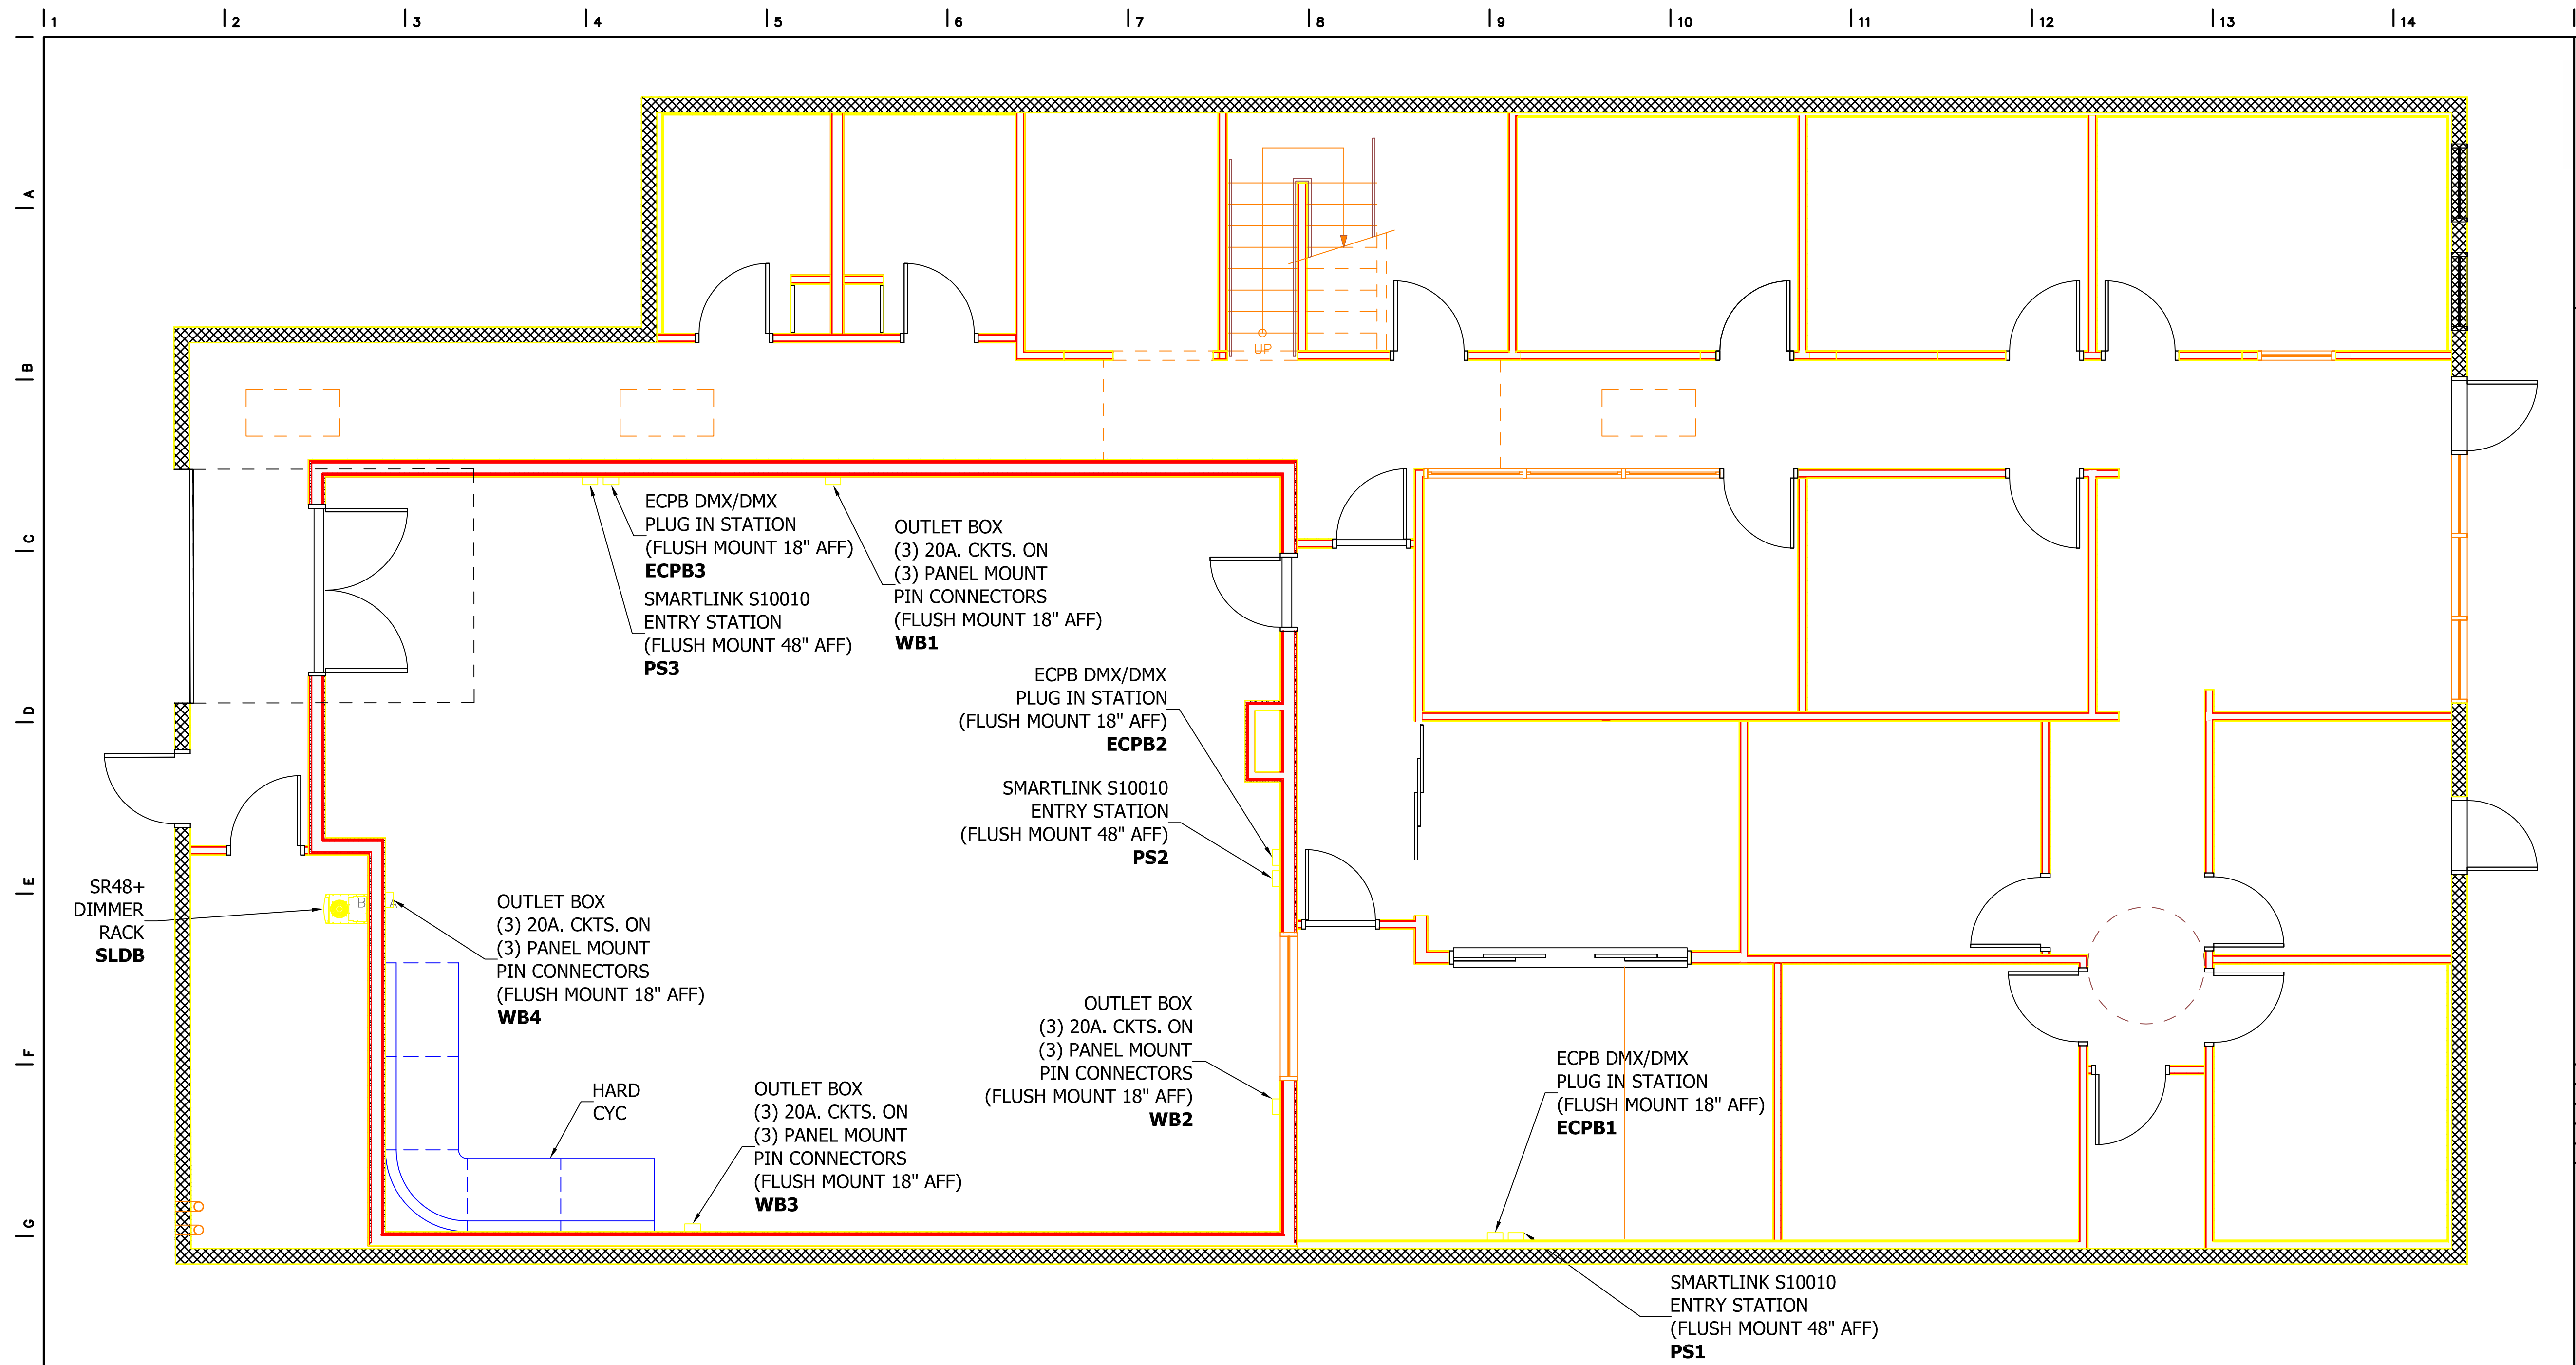 1 2 3 4 5 6 7 8 9 10 11 12 13 14
A
B
C
D
E
F
G
UP
ECPB DMX/DMX
PLUG IN STATION
(FLUSH MOUNT 18" AFF)
ECPB3
SMARTLINK S10010
ENTRY STATION
(FLUSH MOUNT 48" AFF)
PS3
OUTLET BOX
(3) 20A. CKTS. ON
(3) PANEL MOUNT
PIN CONNECTORS
(FLUSH MOUNT 18" AFF)
WB1
ECPB DMX/DMX
PLUG IN STATION
(FLUSH MOUNT 18" AFF)
ECPB2
SMARTLINK S10010
ENTRY STATION
(FLUSH MOUNT 48" AFF)
PS2
SR48+
DIMMER
RACK
SLDB
B
A
OUTLET BOX
(3) 20A. CKTS. ON
(3) PANEL MOUNT
PIN CONNECTORS
(FLUSH MOUNT 18" AFF)
WB4
HARD
CYC
OUTLET BOX
(3) 20A. CKTS. ON
(3) PANEL MOUNT
PIN CONNECTORS
(FLUSH MOUNT 18" AFF)
WB3
OUTLET BOX
(3) 20A. CKTS. ON
(3) PANEL MOUNT
PIN CONNECTORS
(FLUSH MOUNT 18" AFF)
WB2
ECPB DMX/DMX
PLUG IN STATION
(FLUSH MOUNT 18" AFF)
ECPB1
SMARTLINK S10010
ENTRY STATION
(FLUSH MOUNT 48" AFF)
PS1